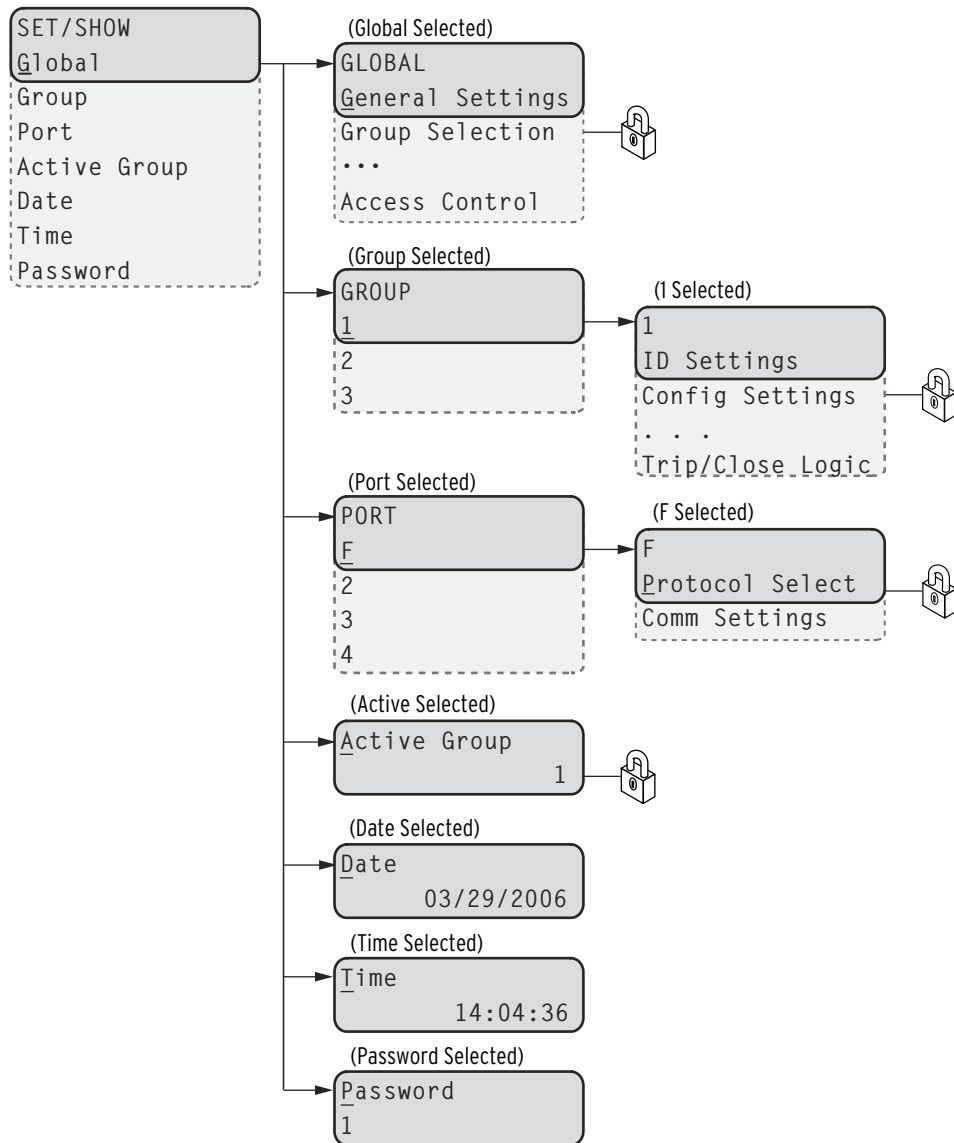 SET/SHOW
Global
Group
Port
Active Group
Date
Time
Password
(Global Selected)
GLOBAL
General Settings
Group Selection
...
Access Control
(Group Selected)
GROUP
1
2
3
(1 Selected)
1
ID Settings
Config Settings
. . .
Trip/Close Logic
(Port Selected)
PORT
F
2
3
4
(F Selected)
F
Protocol Select
Comm Settings
(Active Selected)
Active Group
1
(Date Selected)
Date
03/29/2006
(Time Selected)
Time
14:04:36
(Password Selected)
Password
1